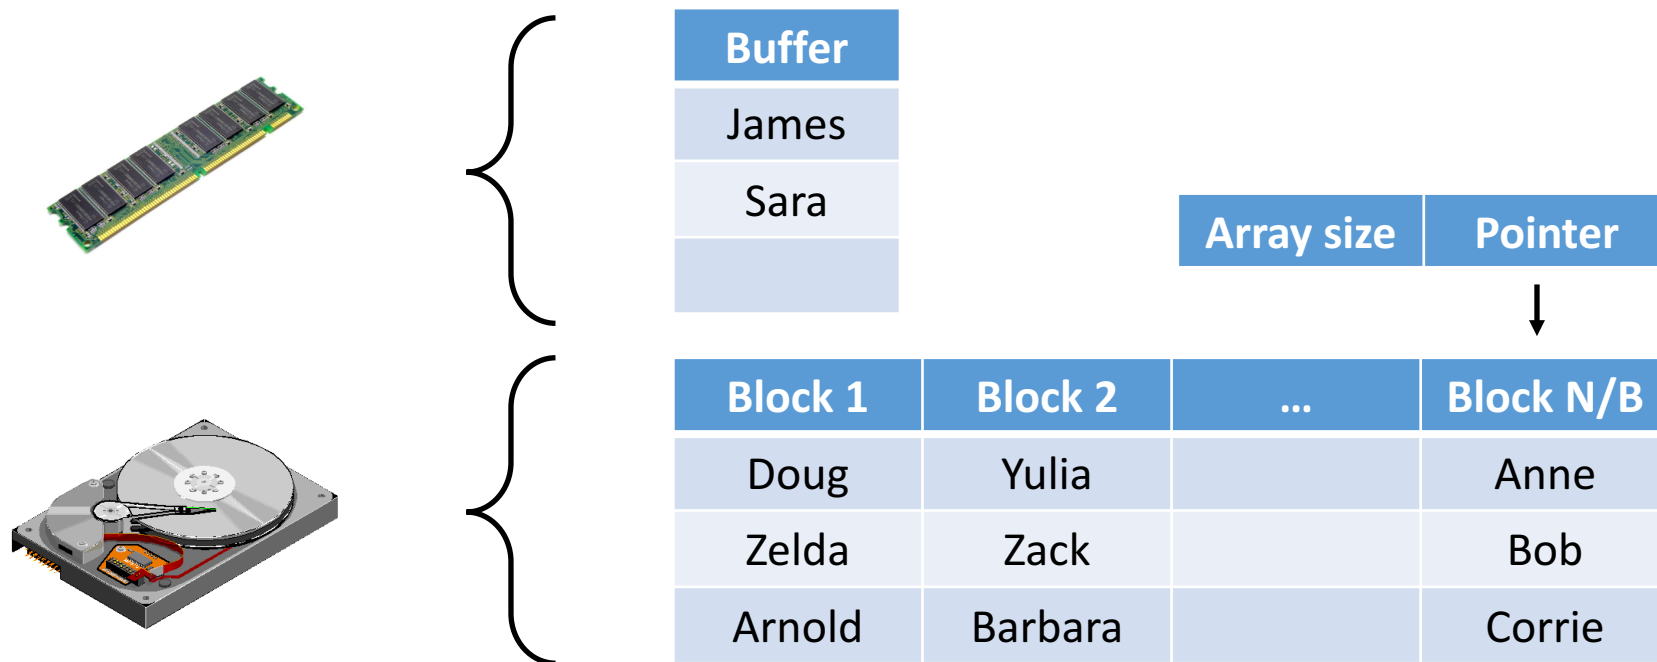 Buffer
James
Sara
Array size Pointer
Block 1 Block 2 ... Block N/B
Doug Yulia Anne
Zelda Zack Bob
Arnold Barbara Corrie